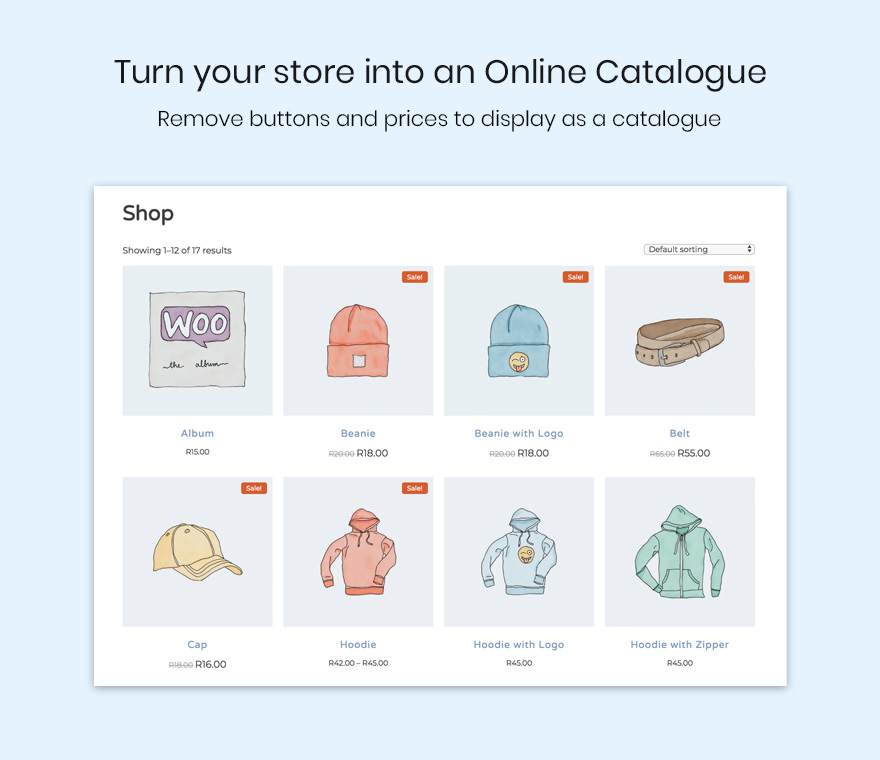 Turn your store into an Online Catalogue
Remove buttons and prices to display as a catalogue
Shop
Showing 1–12 of 17 results
Default sorting
WOO
the album
Album
R15.00
Sale!
Beanie
R20.00 R18.00
Sale!
Beanie with Logo
R20.00 R18.00
Sale!
Belt
R65.00 R55.00
Sale!
Cap
R18.00 R16.00
Sale!
Hoodie
R42.00 – R45.00
Hoodie with Logo
R45.00
Hoodie with Zipper
R45.00